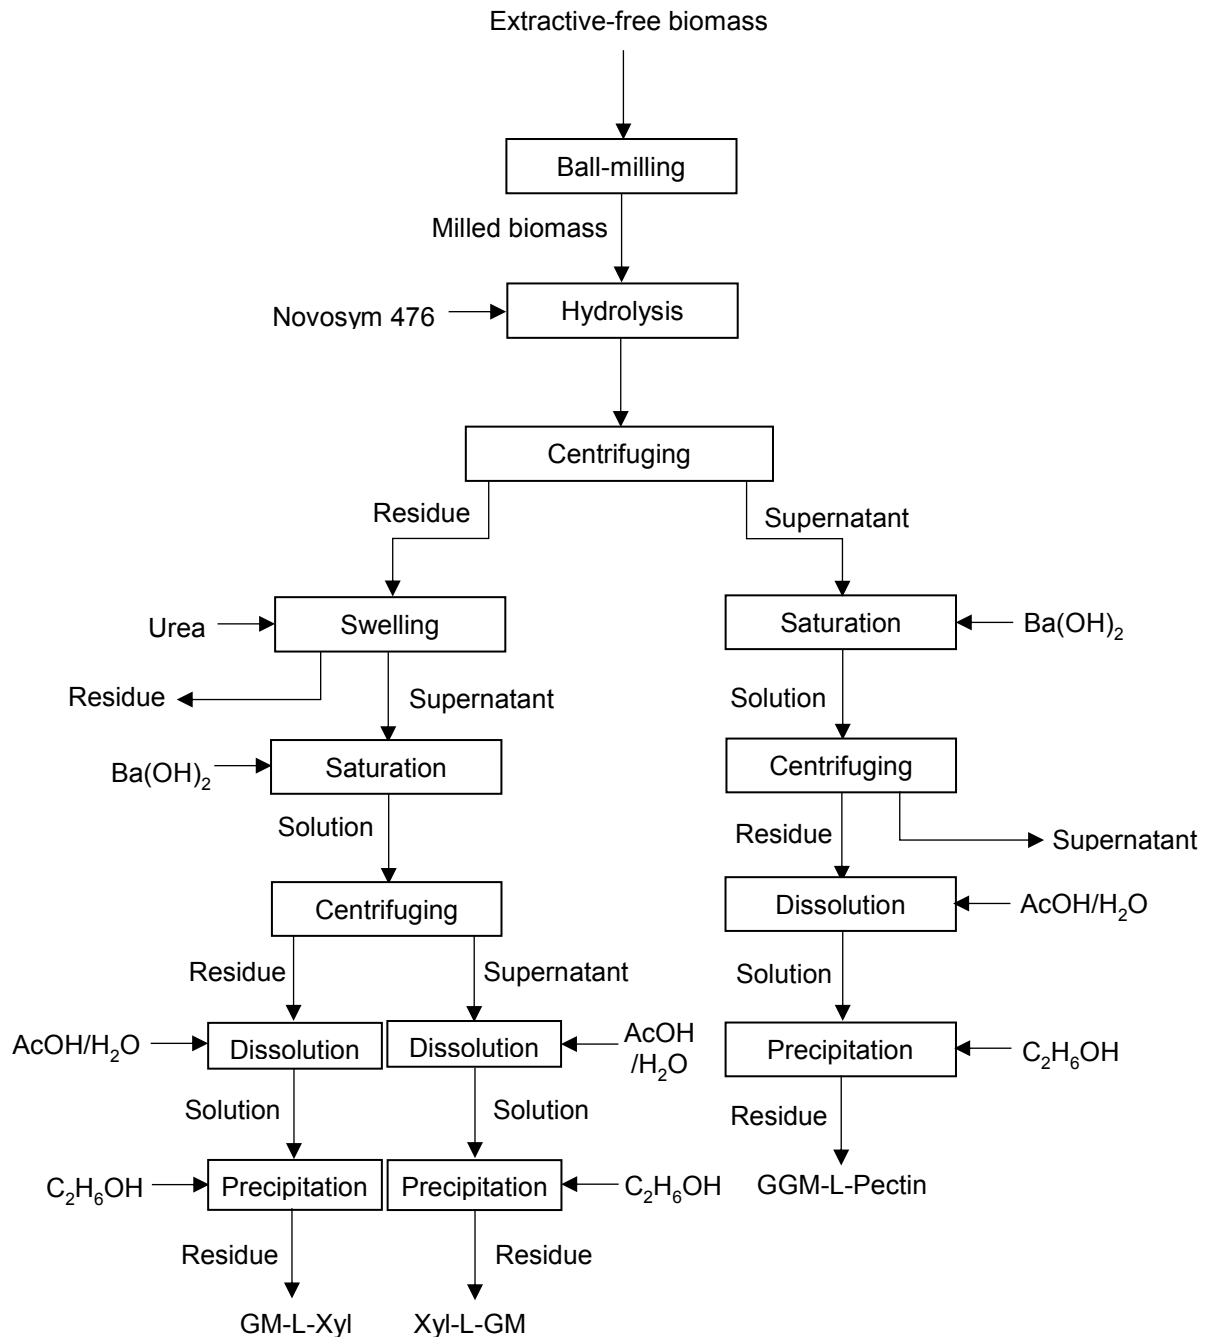 Extractive-free biomass
Ball-milling
Milled biomass
Novosym 476
Hydrolysis
Centrifuging
Residue
Supernatant
Urea
Swelling
Saturation
Ba(OH)₂
Residue
Supernatant
Solution
Ba(OH)₂
Saturation
Centrifuging
Solution
Residue
Supernatant
Centrifuging
Dissolution
AcOH/H₂O
Residue
Supernatant
Solution
AcOH/H₂O
Dissolution
Dissolution
AcOH
/H₂O
Precipitation
C₂H₆OH
Solution
Solution
Residue
C₂H₆OH
Precipitation
Precipitation
C₂H₆OH
GGM-L-Pectin
Residue
Residue
GM-L-Xyl
Xyl-L-GM